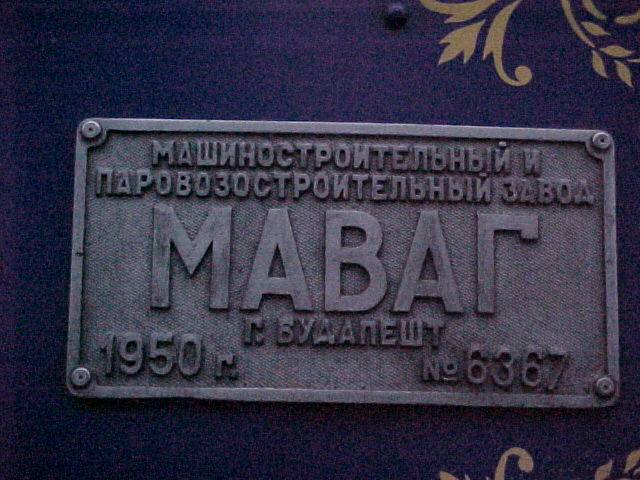 МАШИНОСТРОИТЕЛЬНЫЙ И
ПАРОВОЗОСТРОИТЕЛЬНЫЙ ЗАВОД
МАВАГ
Г. БУДАПЕШТ
1950 г. № 6367